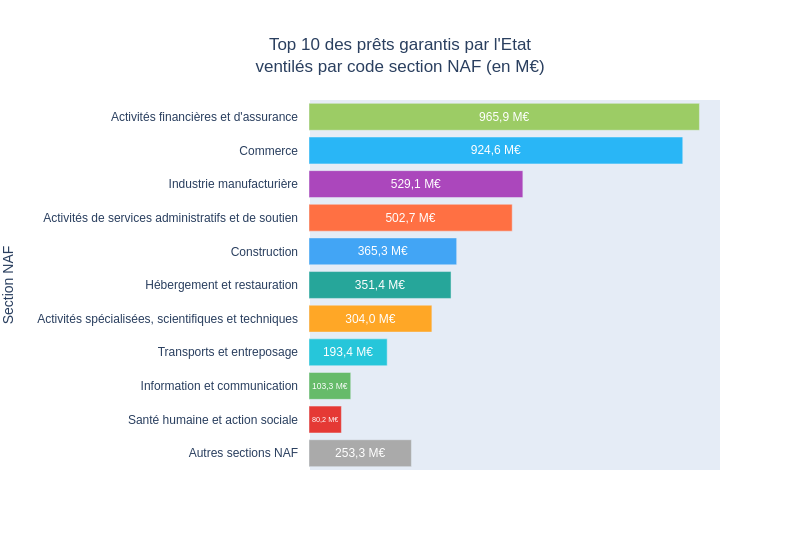 Top 10 des prêts garantis par l'Etat
ventilés par code section NAF (en M€)
Section NAF
Activités financières et d'assurance 965,9 M€
Commerce 924,6 M€
Industrie manufacturière 529,1 M€
Activités de services administratifs et de soutien 502,7 M€
Construction 365,3 M€
Hébergement et restauration 351,4 M€
Activités spécialisées, scientifiques et techniques 304,0 M€
Transports et entreposage 193,4 M€
Information et communication 103,3 M€
Santé humaine et action sociale 80,2 M€
Autres sections NAF 253,3 M€